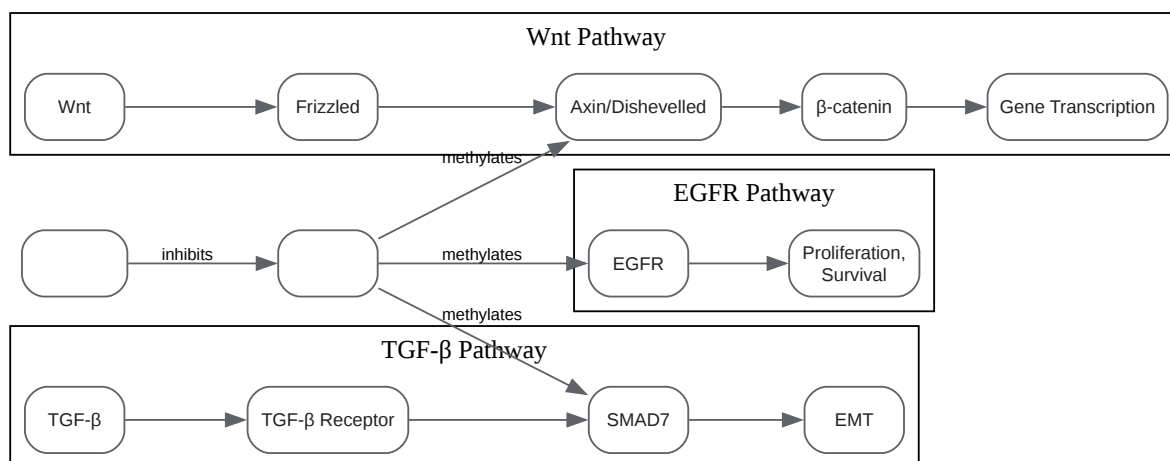 Wnt Pathway
Wnt
Frizzled
Axin/Dishevelled
β-catenin
Gene Transcription
methylates
EGFR Pathway
inhibits
methylates
EGFR
Proliferation,
Survival
methylates
TGF-β Pathway
TGF-β
TGF-β Receptor
SMAD7
EMT